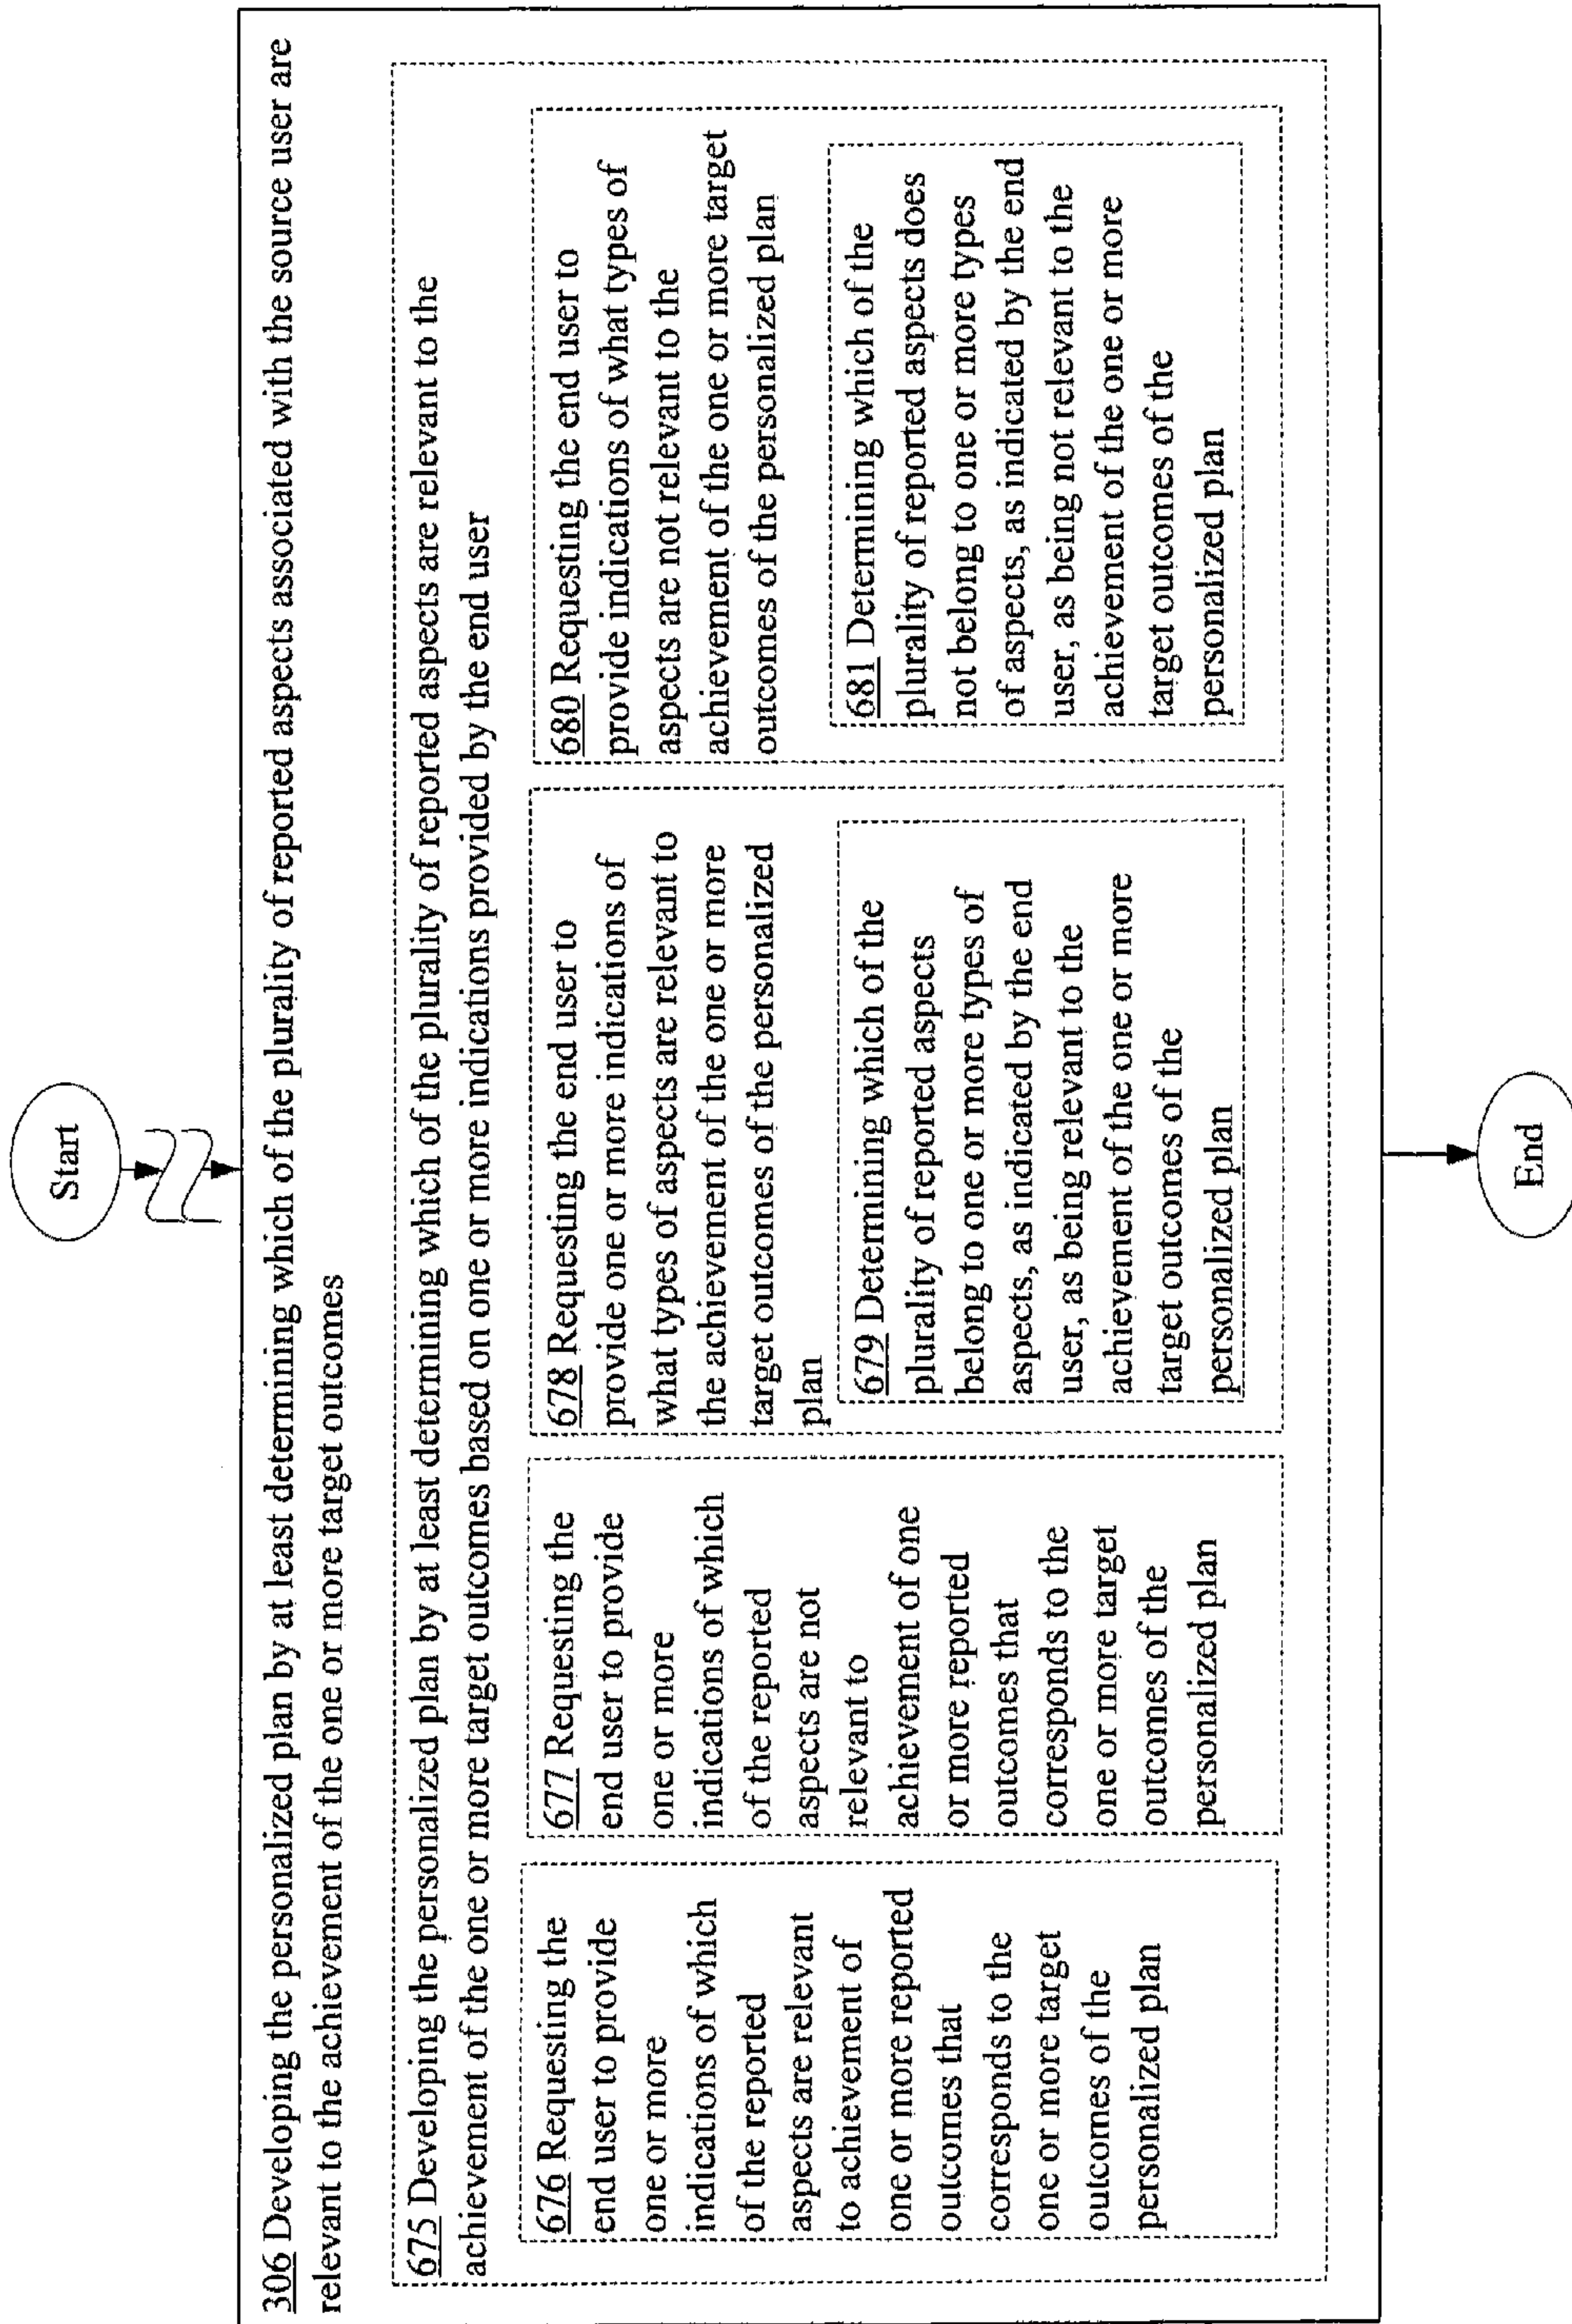 Start
306 Developing the personalized plan by at least determining which of the plurality of reported aspects associated with the source user are
relevant to the achievement of the one or more target outcomes
675 Developing the personalized plan by at least determining which of the plurality of reported aspects are relevant to the
achievement of the one or more target outcomes based on one or more indications provided by the end user
676 Requesting the
end user to provide
one or more
indications of which
of the reported
aspects are relevant
to achievement of
one or more reported
outcomes that
corresponds to the
one or more target
outcomes of the
personalized plan
677 Requesting the
end user to provide
one or more
indications of which
of the reported
aspects are not
relevant to
achievement of one
or more reported
outcomes that
corresponds to the
one or more target
outcomes of the
personalized plan
678 Requesting the end user to
provide one or more indications of
what types of aspects are relevant to
the achievement of the one or more
target outcomes of the personalized
plan
679 Determining which of the
plurality of reported aspects
belong to one or more types of
aspects, as indicated by the end
user, as being relevant to the
achievement of the one or more
target outcomes of the
personalized plan
680 Requesting the end user to
provide indications of what types of
aspects are not relevant to the
achievement of the one or more target
outcomes of the personalized plan
681 Determining which of the
plurality of reported aspects does
not belong to one or more types
of aspects, as indicated by the end
user, as being not relevant to the
achievement of the one or more
target outcomes of the
personalized plan
End